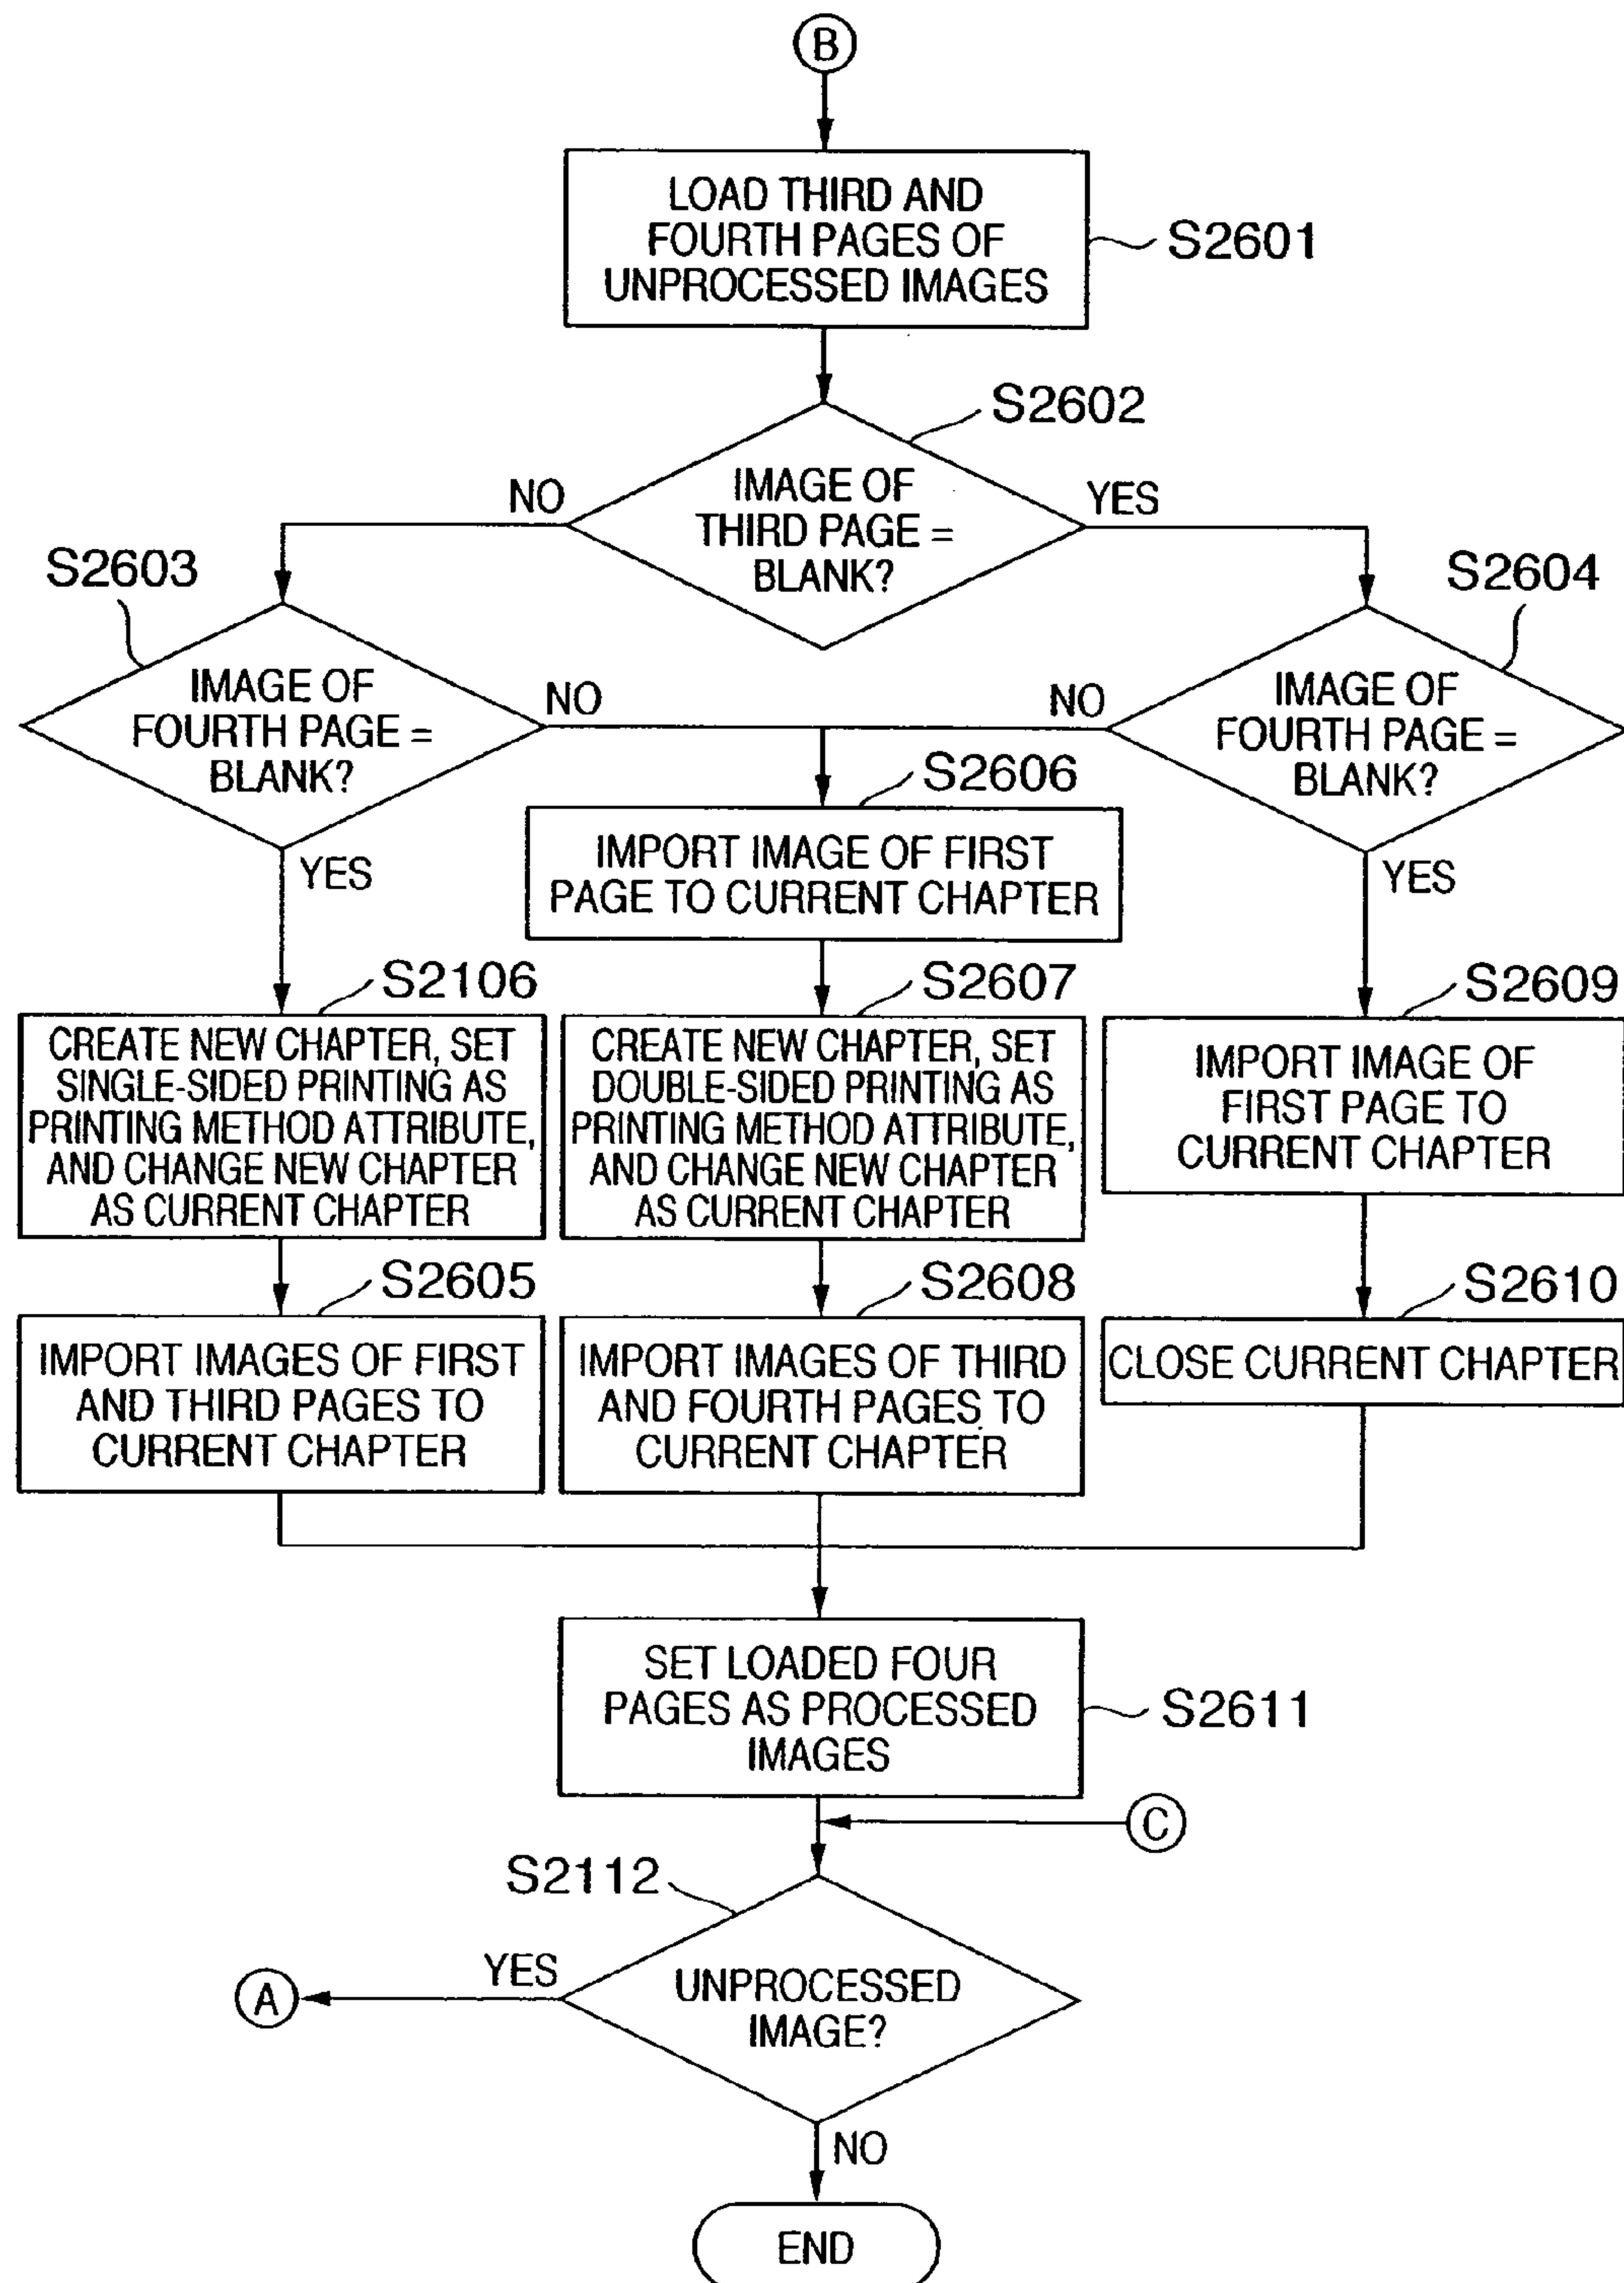 B
LOAD THIRD AND
FOURTH PAGES OF
UNPROCESSED IMAGES
S2601
S2602
IMAGE OF
THIRD PAGE =
BLANK?
NO
YES
S2603
IMAGE OF
FOURTH PAGE =
BLANK?
NO
YES
S2604
IMAGE OF
FOURTH PAGE =
BLANK?
NO
YES
S2606
IMPORT IMAGE OF FIRST
PAGE TO CURRENT CHAPTER
S2106
CREATE NEW CHAPTER, SET
SINGLE-SIDED PRINTING AS
PRINTING METHOD ATTRIBUTE,
AND CHANGE NEW CHAPTER
AS CURRENT CHAPTER
S2607
CREATE NEW CHAPTER, SET
DOUBLE-SIDED PRINTING AS
PRINTING METHOD ATTRIBUTE,
AND CHANGE NEW CHAPTER
AS CURRENT CHAPTER
S2609
IMPORT IMAGE OF
FIRST PAGE TO
CURRENT CHAPTER
S2605
IMPORT IMAGES OF FIRST
AND THIRD PAGES TO
CURRENT CHAPTER
S2608
IMPORT IMAGES OF THIRD
AND FOURTH PAGES TO
CURRENT CHAPTER
S2610
CLOSE CURRENT CHAPTER
SET LOADED FOUR
PAGES AS PROCESSED
IMAGES
S2611
C
S2112
UNPROCESSED
IMAGE?
YES
A
NO
END